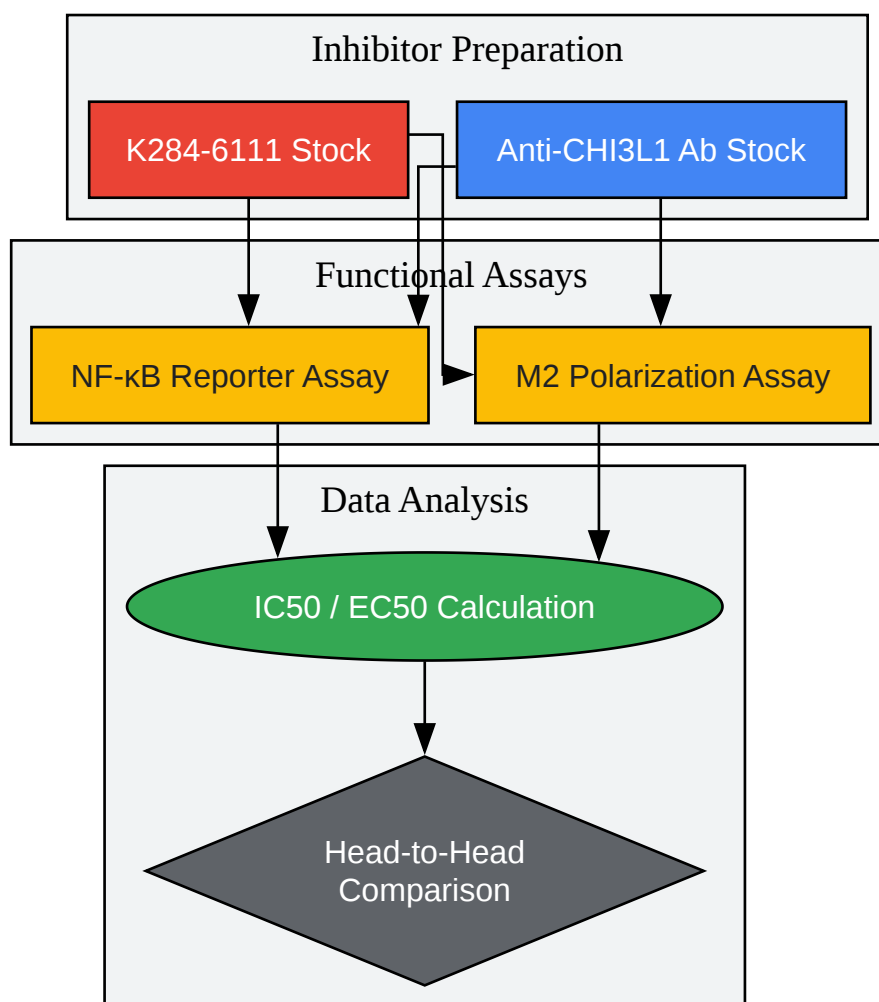 Inhibitor Preparation
K284-6111 Stock
Anti-CHI3L1 Ab Stock
Functional Assays
NF-κB Reporter Assay
M2 Polarization Assay
Data Analysis
IC50 / EC50 Calculation
Head-to-Head
Comparison